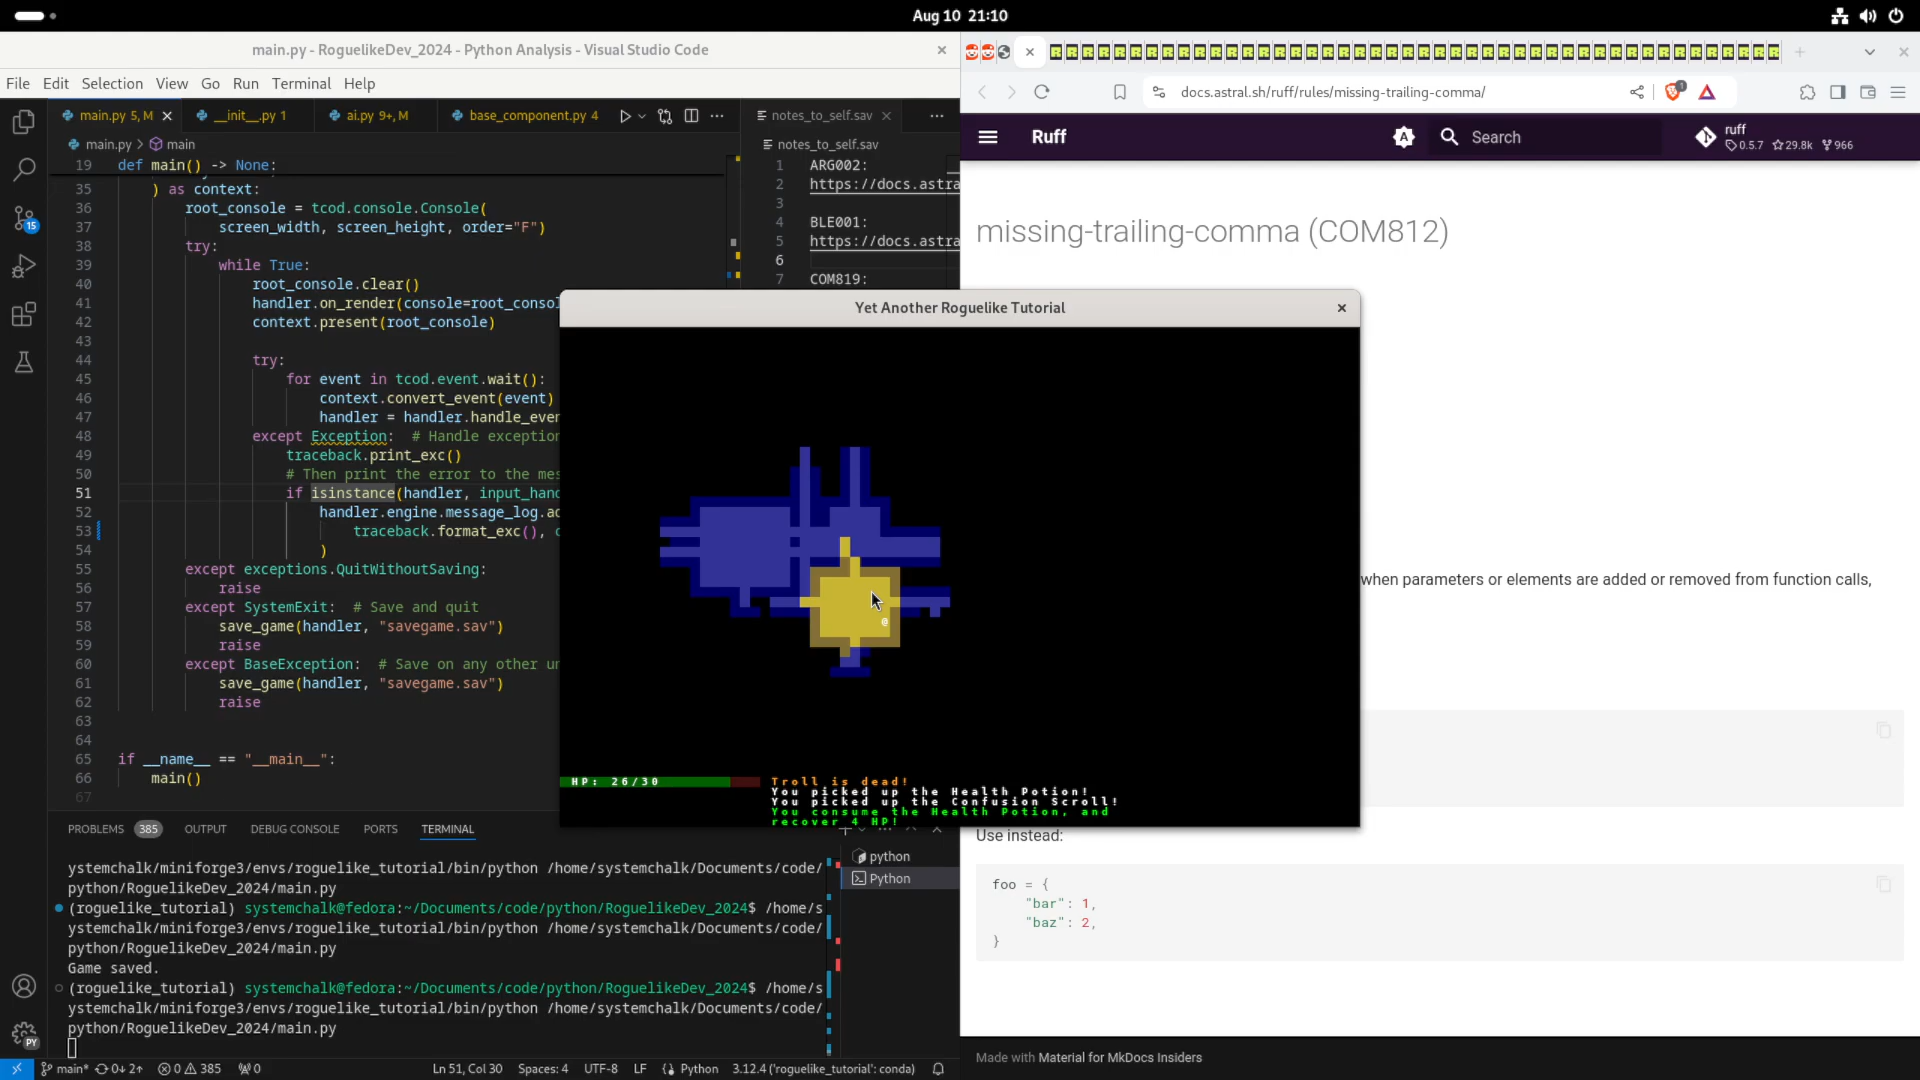 Aug 10 21:10
main.py - RoguelikeDev_2024 - Python Analysis - Visual Studio Code
File Edit Selection View Go Run Terminal Help
main.py 5, M
__init__.py 1
ai.py 9+, M
base_component.py 4
notes_to_self.sav
main.py > main
notes_to_self.sav
19 def main() -> None:
35 ) as context:
36 root_console = tcod.console.Console(
37 screen_width, screen_height, order="F")
38 try:
39 while True:
40 root_console.clear()
41 handler.on_render(console=root_consol
42 context.present(root_console)
43
44 try:
45 for event in tcod.event.wait():
46 context.convert_event(event)
47 handler = handler.handle_eve
48 except Exception: # Handle exception
49 traceback.print_exc()
50 # Then print the error to the mes
51 if isinstance(handler, input_hand
52 handler.engine.message_log.ad
53 traceback.format_exc(), c
54 )
55 except exceptions.QuitWithoutSaving:
56 raise
57 except SystemExit: # Save and quit
58 save_game(handler, "savegame.sav")
59 raise
60 except BaseException: # Save on any other un
61 save_game(handler, "savegame.sav")
62 raise
63
64
65 if __name__ == "__main__":
66 main()
67
1 ARG002:
2 https://docs.astra
3
4 BLE001:
5 https://docs.astra
6
7 COM819:
PROBLEMS 385 OUTPUT DEBUG CONSOLE PORTS TERMINAL
ystemchalk/miniforge3/envs/roguelike_tutorial/bin/python /home/systemchalk/Documents/code/
python/RoguelikeDev_2024/main.py
(roguelike_tutorial) systemchalk@fedora:~/Documents/code/python/RoguelikeDev_2024$ /home/s
ystemchalk/miniforge3/envs/roguelike_tutorial/bin/python /home/systemchalk/Documents/code/
python/RoguelikeDev_2024/main.py
Game saved.
(roguelike_tutorial) systemchalk@fedora:~/Documents/code/python/RoguelikeDev_2024$ /home/s
ystemchalk/miniforge3/envs/roguelike_tutorial/bin/python /home/systemchalk/Documents/code/
python/RoguelikeDev_2024/main.py
python
Python
15
PY
main* 0↓ 2↑ 0 385 0 Ln 51, Col 30 Spaces: 4 UTF-8 LF Python 3.12.4 ('roguelike_tutorial': conda)
Yet Another Roguelike Tutorial
@
HP: 26/30
Troll is dead!
You picked up the Health Potion!
You picked up the Confusion Scroll!
You consume the Health Potion, and
recover 4 HP!
docs.astral.sh/ruff/rules/missing-trailing-comma/
1
Ruff
Search
ruff
0.5.7 29.8k 966
missing-trailing-comma (COM812)
when parameters or elements are added or removed from function calls,
Use instead:
foo = {
"bar": 1,
"baz": 2,
}
Made with Material for MkDocs Insiders